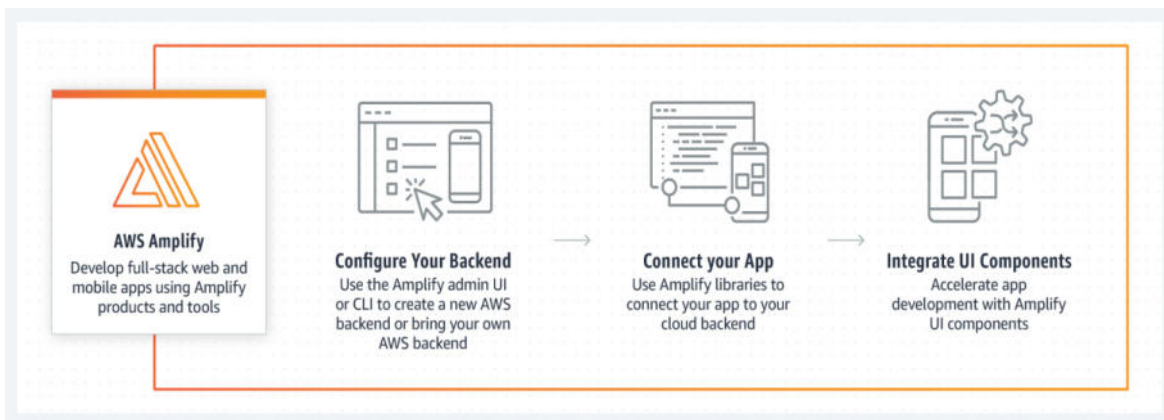 AWS Amplify
Develop full-stack web and
mobile apps using Amplify
products and tools
Configure Your Backend
Use the Amplify admin UI
or CLI to create a new AWS
backend or bring your own
AWS backend
Connect your App
Use Amplify libraries to
connect your app to your
cloud backend
Integrate UI Components
Accelerate app
development with Amplify
UI components